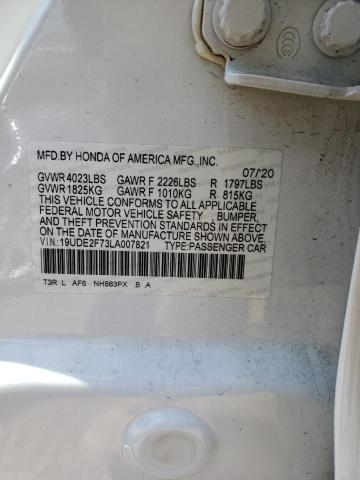 MFD.BY HONDA OF AMERICA MFG.,INC. 07/20
GVWR 4023LBS GAWR F 2226LBS R 1797LBS
GVWR 1825KG GAWR F 1010KG R 815KG
THIS VEHICLE CONFORMS TO ALL APPLICABLE
FEDERAL MOTOR VEHICLE SAFETY , BUMPER,
AND THEFT PREVENTION STANDARDS IN EFFECT
ON THE DATE OF MANUFACTURE SHOWN ABOVE.
V.I.N: 19UDE2F73LA007821 TYPE:PASSENGER CAR
T3R L AF6 NH883PX .B .A